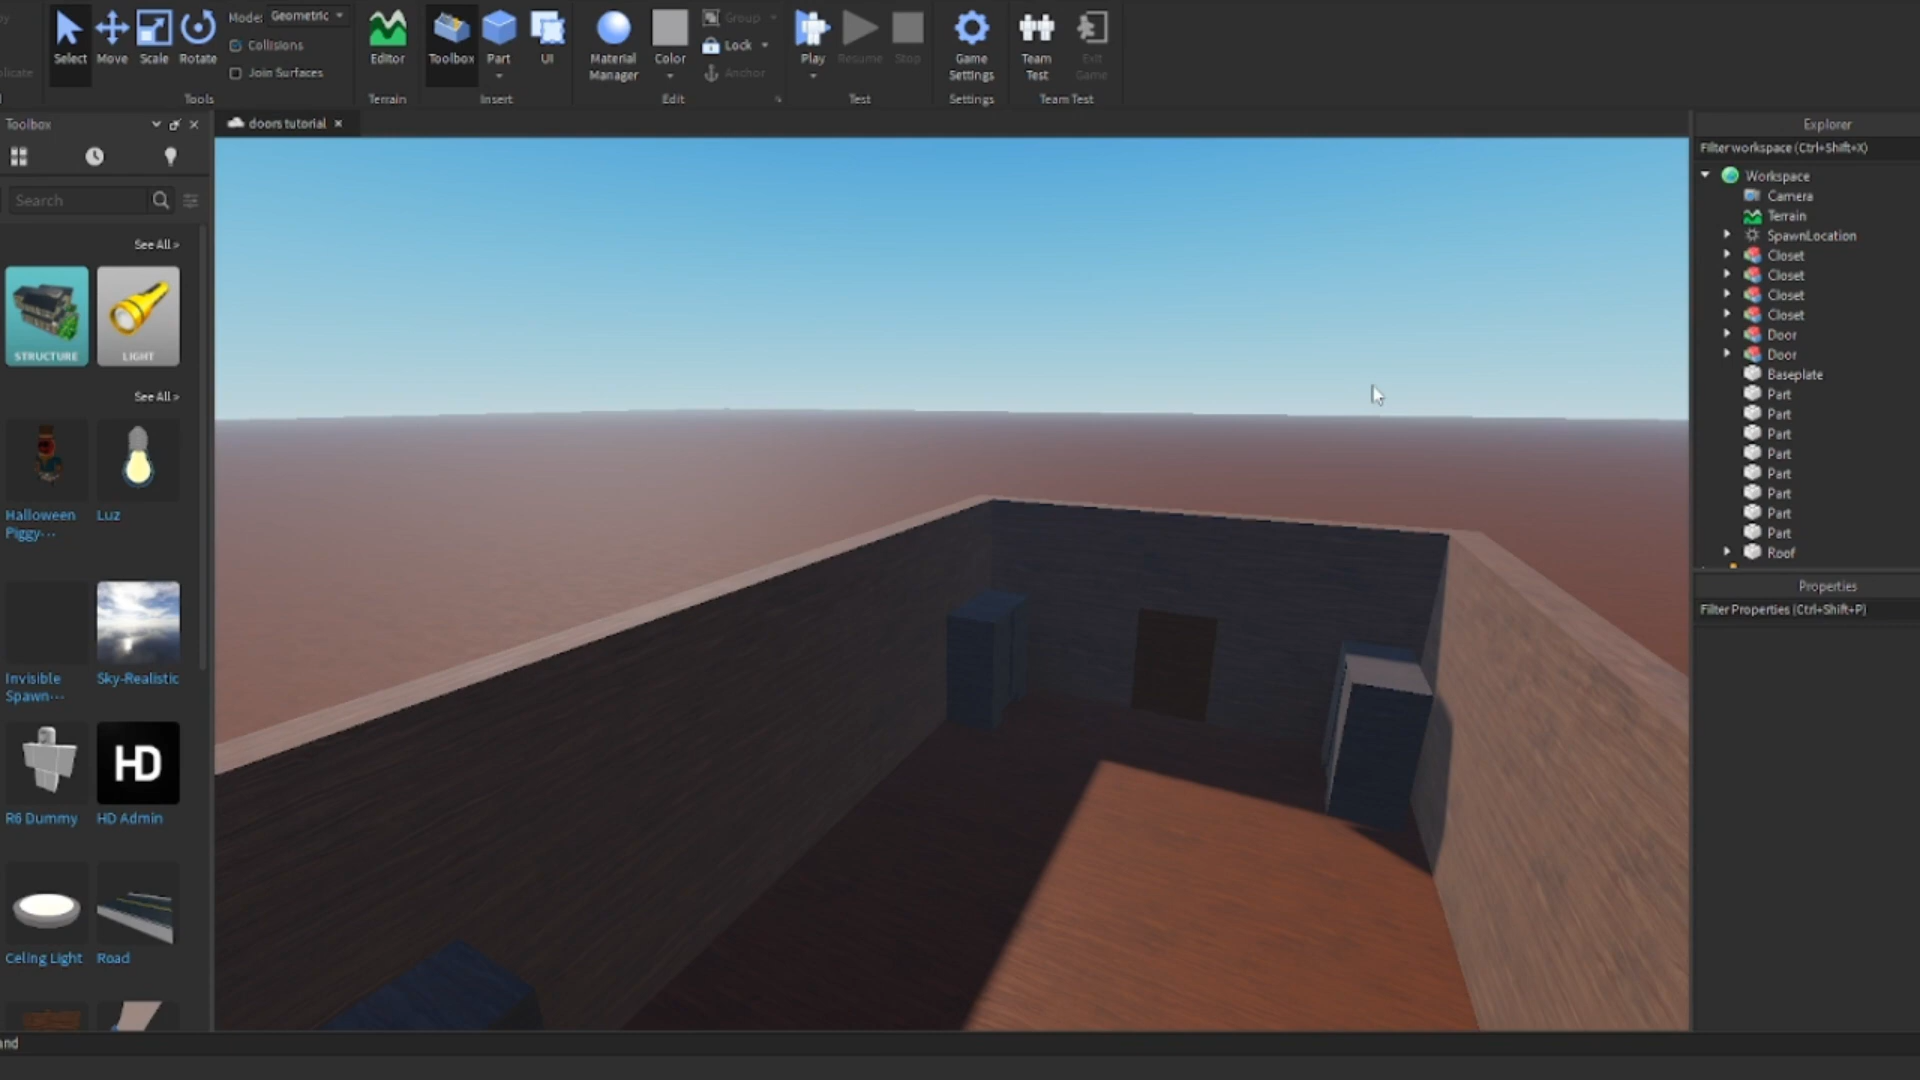 Mode: Geometric
Collisions
Join Surfaces
Select Move Scale Rotate
Tools
Editor
Terrain
Toolbox Part UI
Insert
Material
Manager
Color
Group
Lock
Anchor
Edit
Play Resume Stop
Test
Game
Settings
Settings
Team
Test
Exit
Game
Team Test
Toolbox
doors tutorial
Search
See All »
STRUCTURE
LIGHT
See All »
Halloween
Piggy...
Luz
Invisible
Spawn...
Sky-Realistic
R6 Dummy
HD
HD Admin
Celing Light
Road
Explorer
Filter workspace (Ctrl+Shift+X)
Workspace
Camera
Terrain
SpawnLocation
Closet
Closet
Closet
Closet
Door
Door
Baseplate
Part
Part
Part
Part
Part
Part
Part
Part
Roof
Properties
Filter Properties (Ctrl+Shift+P)